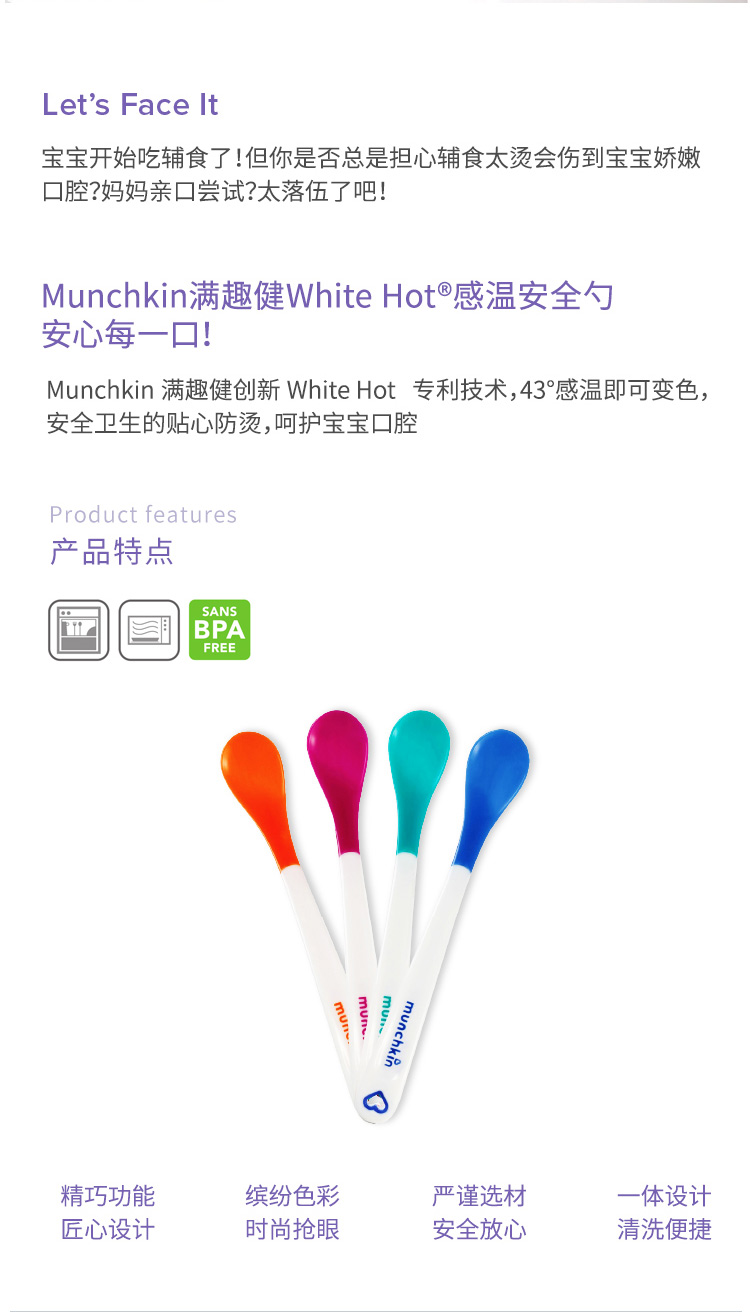 Let's Face It
宝宝开始吃辅食了!但你是否总是担心辅食太烫会伤到宝宝娇嫩
口腔?妈妈亲口尝试?太落伍了吧!
Munchkin满趣健White Hot®感温安全勺
安心每一口!
Munchkin 满趣健创新 White Hot 专利技术,43°感温即可变色,
安全卫生的贴心防烫,呵护宝宝口腔
Product features
产品特点
SANS
BPA
FREE
munchkin
精巧功能 缤纷色彩 严谨选材 一体设计
匠心设计 时尚抢眼 安全放心 清洗便捷